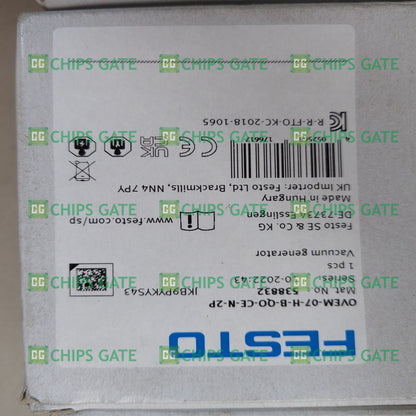 FESTO
OVEM-07-H-B-QO-CE-N-2P
Mat. No.: 538832
1 pcs
Vacuum generator
JKB9PYKYS43
Festo SE & Co. KG
DE-73734 Esslingen
Made in Hungary
UK Importer: Festo Ltd, Brackmills, NN4 7PY
www.festo.com/sp
R-R-FTO-KC-2018-1065
CHIPS GATE